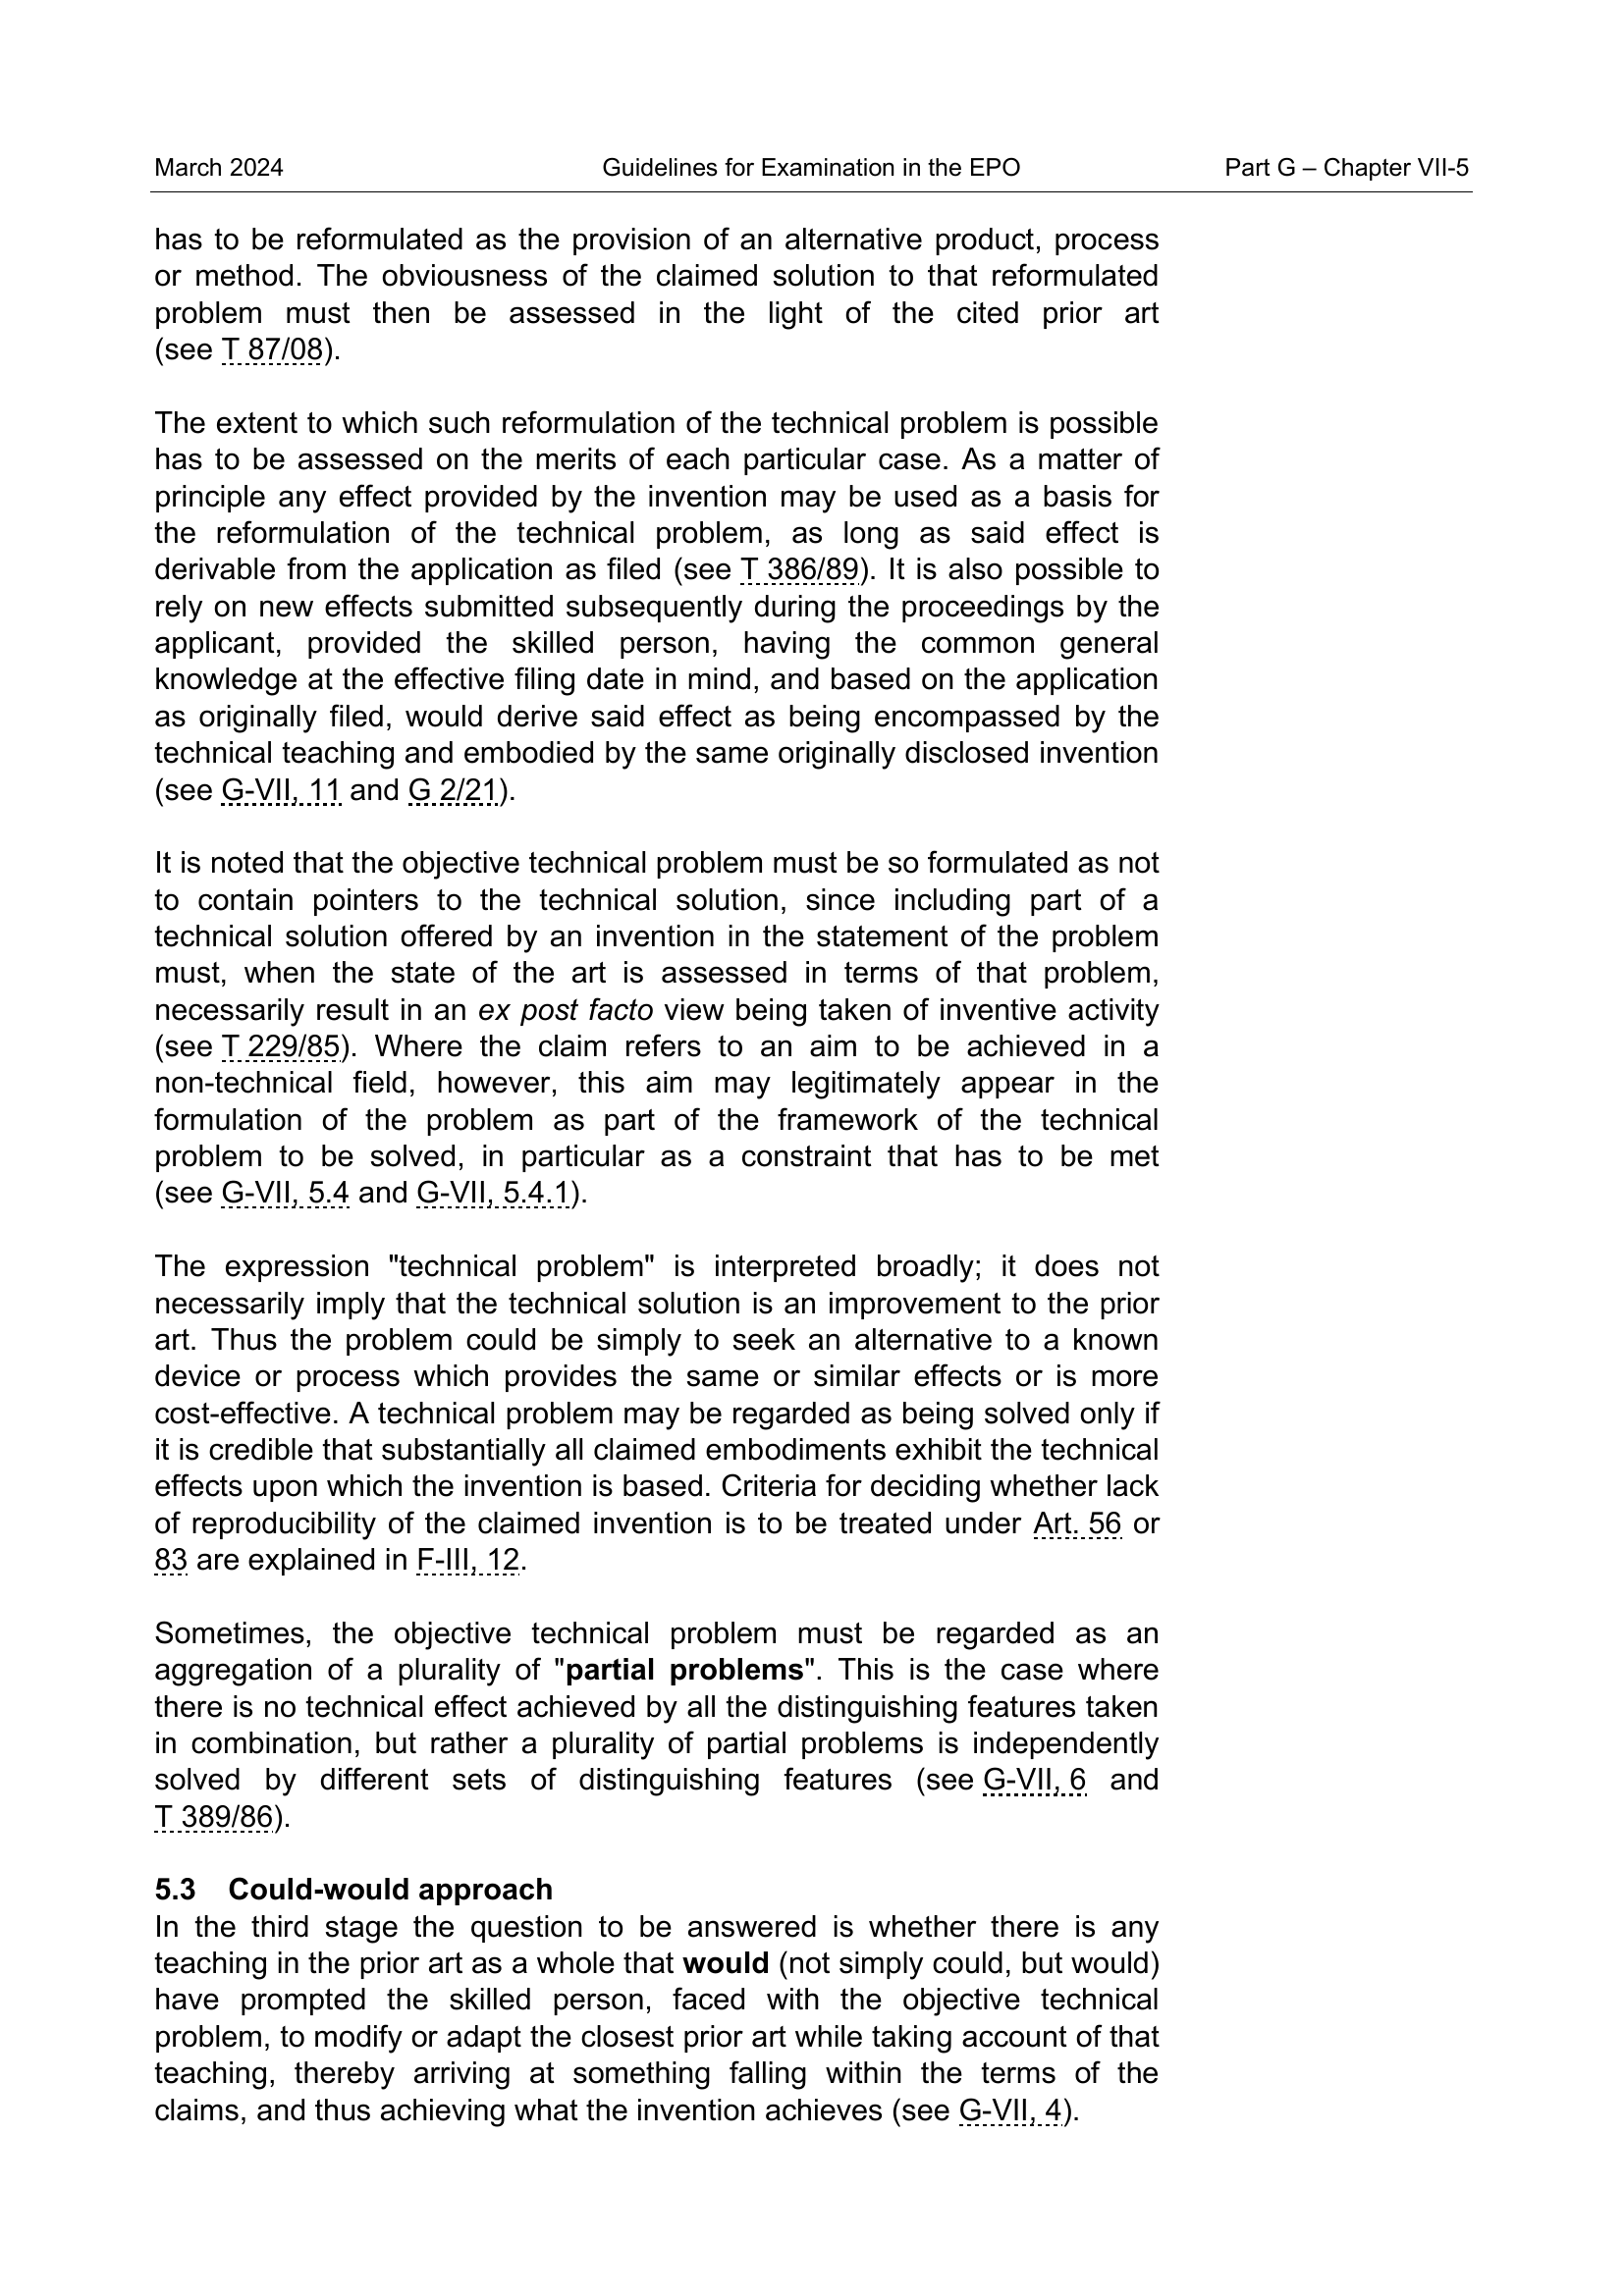 March 2024 Guidelines for Examination in the EPO Part G – Chapter VII-5
has to be reformulated as the provision of an alternative product, process
or method. The obviousness of the claimed solution to that reformulated
problem must then be assessed in the light of the cited prior art
(see T 87/08).
The extent to which such reformulation of the technical problem is possible
has to be assessed on the merits of each particular case. As a matter of
principle any effect provided by the invention may be used as a basis for
the reformulation of the technical problem, as long as said effect is
derivable from the application as filed (see T 386/89). It is also possible to
rely on new effects submitted subsequently during the proceedings by the
applicant, provided the skilled person, having the common general
knowledge at the effective filing date in mind, and based on the application
as originally filed, would derive said effect as being encompassed by the
technical teaching and embodied by the same originally disclosed invention
(see G-VII, 11 and G 2/21).
It is noted that the objective technical problem must be so formulated as not
to contain pointers to the technical solution, since including part of a
technical solution offered by an invention in the statement of the problem
must, when the state of the art is assessed in terms of that problem,
necessarily result in an ex post facto view being taken of inventive activity
(see T 229/85). Where the claim refers to an aim to be achieved in a
non-technical field, however, this aim may legitimately appear in the
formulation of the problem as part of the framework of the technical
problem to be solved, in particular as a constraint that has to be met
(see G-VII, 5.4 and G-VII, 5.4.1).
The expression "technical problem" is interpreted broadly; it does not
necessarily imply that the technical solution is an improvement to the prior
art. Thus the problem could be simply to seek an alternative to a known
device or process which provides the same or similar effects or is more
cost-effective. A technical problem may be regarded as being solved only if
it is credible that substantially all claimed embodiments exhibit the technical
effects upon which the invention is based. Criteria for deciding whether lack
of reproducibility of the claimed invention is to be treated under Art. 56 or
83 are explained in F-III, 12.
Sometimes, the objective technical problem must be regarded as an
aggregation of a plurality of "partial problems". This is the case where
there is no technical effect achieved by all the distinguishing features taken
in combination, but rather a plurality of partial problems is independently
solved by different sets of distinguishing features (see G-VII, 6 and
T 389/86).
5.3 Could-would approach
In the third stage the question to be answered is whether there is any
teaching in the prior art as a whole that would (not simply could, but would)
have prompted the skilled person, faced with the objective technical
problem, to modify or adapt the closest prior art while taking account of that
teaching, thereby arriving at something falling within the terms of the
claims, and thus achieving what the invention achieves (see G-VII, 4).